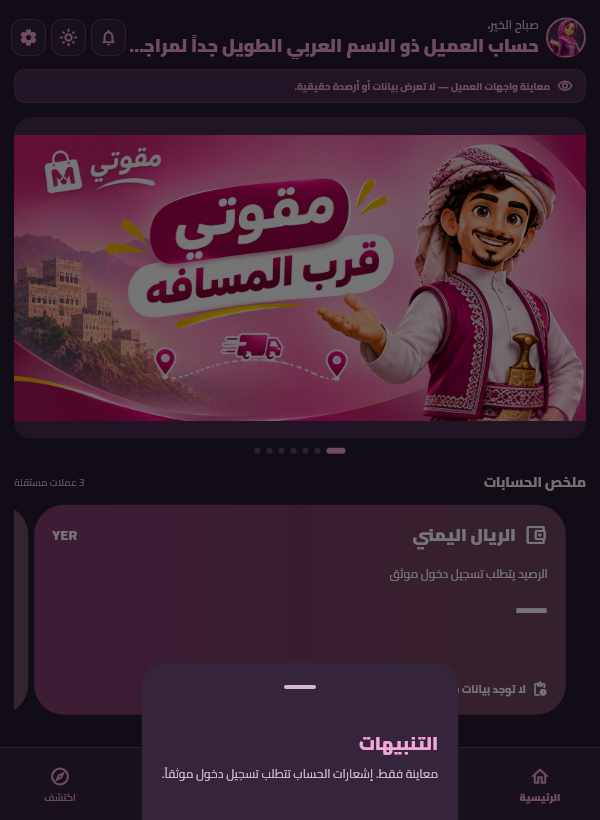 صباح الخير،
حساب العميل ذو الاسم العربي الطويل جداً لمراج...
معاينة واجهات العميل — لا تعرض بيانات أو أرصدة حقيقية.
مقوتي
مقوتي
قرب المسافه
ملخص الحسابات
3 عملات مستقلة
الريال اليمني
YER
الرصيد يتطلب تسجيل دخول موثق
—
لا توجد بيانات
التنبيهات
معاينة فقط. إشعارات الحساب تتطلب تسجيل دخول موثقاً.
الرئيسية
اكتشف